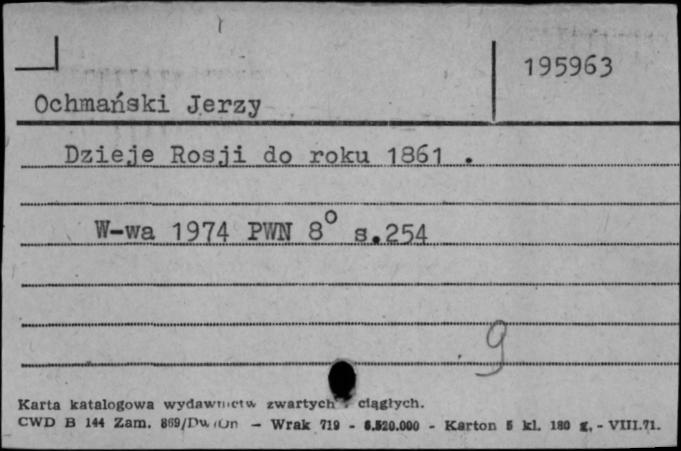 195963
Ochmański Jerzy
Dzieje Rosji do roku 1861 .
W-wa 1974 PWN 8° s.254
9
Karta katalogowa wydawnictw zwartych i ciągłych.
CWD B 144 Zam. 869/Dw/On — Wrak 719 - 6.520.000 - Karton 5 kl. 180 g. - VIII.71.